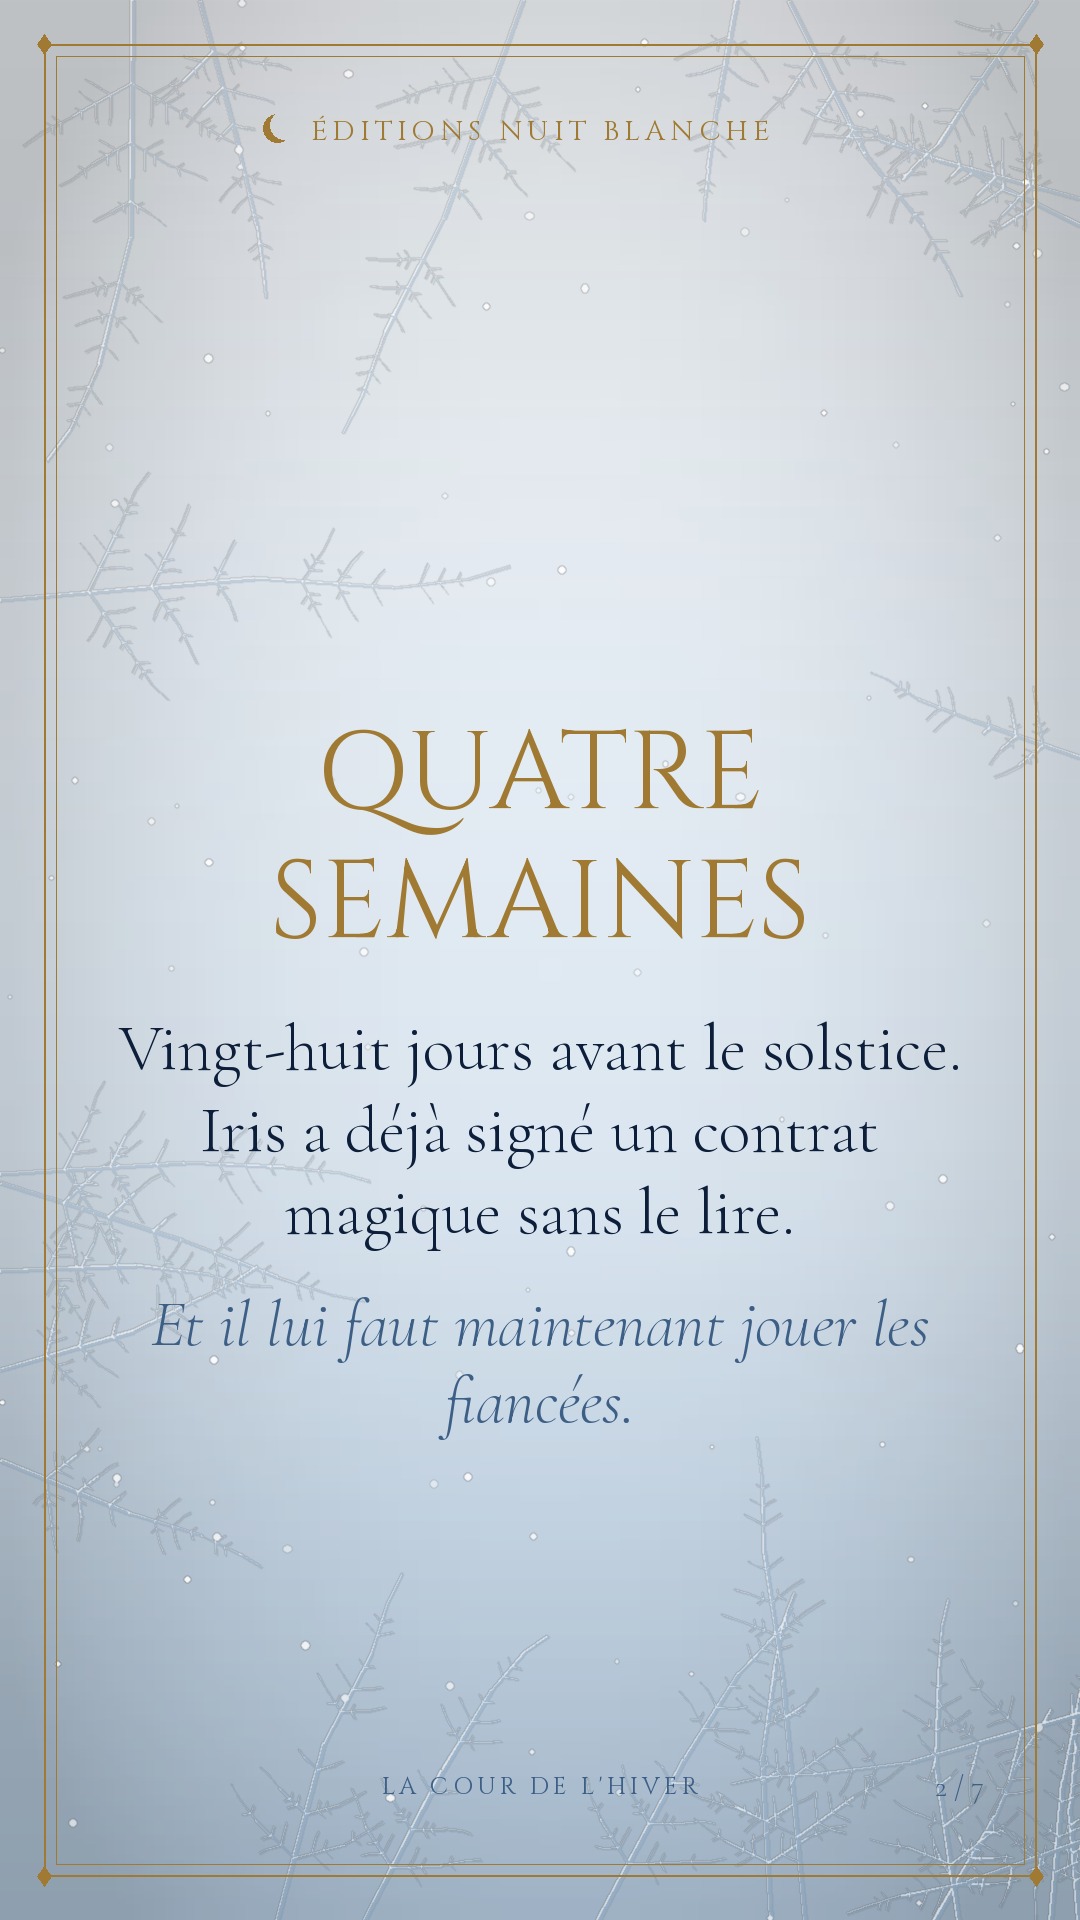 ÉDITIONS NUIT BLANCHE
QUATRE
SEMAINES
Vingt-huit jours avant le solstice.
Iris a déjà signé un contrat
magique sans le lire.
Et il lui faut maintenant jouer les
fiancées.
LA COUR DE L'HIVER
2/7